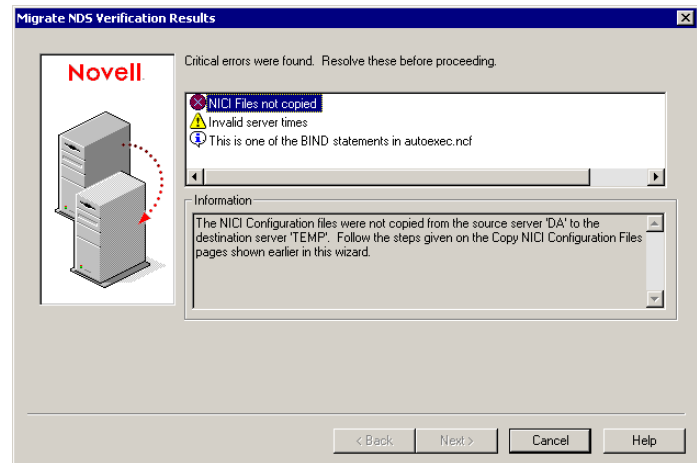 Migrate NDS Verification Results
Novell.
Critical errors were found. Resolve these before proceeding.
NICI Files not copied
Invalid server times
This is one of the BIND statements in autoexec.ncf
Information
The NICI Configuration files were not copied from the source server 'DA' to the
destination server 'TEMP'. Follow the steps given on the Copy NICI Configuration Files
pages shown earlier in this wizard.
< Back Next > Cancel Help